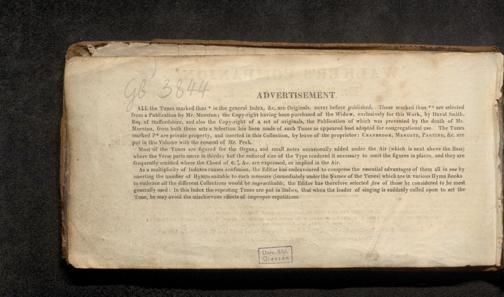 Gb 3844
ADVERTISEMENT.
ALL the Tunes marked thus * in the general Index, &c. are Originals, never before published. Those marked thus ** are selected
from a Publication by Mr. Moreton; the Copy-right having been purchased of the Widow, exclusively for this Work, by David Smith,
Esq. of Staffordshire, and also the Copy-right of a set of originals, the Publication of which was prevented by the death of Mr.
Moreton, from both these sets a Selection has been made of such Tunes as appeared best adapted for congregational use. The Tunes
marked ?* are private property, and inserted in this Collection, by leave of the proprietor: CRANBROOK, MARGATE, PARTING, &c. are
put in this Volume with the consent of Mr. Peck.
Most of the Tunes are figured for the Organ; and small notes occasionally added under the Air (which is next above the Bass)
where the Verse parts move in thirds; but the reduced size of the Type rendered it necessary to omit the figures in places, and they are
frequently omitted where the Chord of &c. are expressed, or implied in the Air.
As a multiplicity of Indexes causes confusion, the Editor has endeavoured to comprise the essential advantages of them all in one by
inserting the number of Hymns suitable to each measure (immediately under the Names of the Tunes) which are in various Hymn Books
to embrace all the different Collections would be impracticable, the Editor has therefore selected five of those he considered to be most
generally used: In this Index the repeating Tunes are put in Italics, that when the leader of singing is suddenly called upon to set the
Tune, he may avoid the mischievous effects of improper repetitions.
Univ.-Bibl.
Giessen